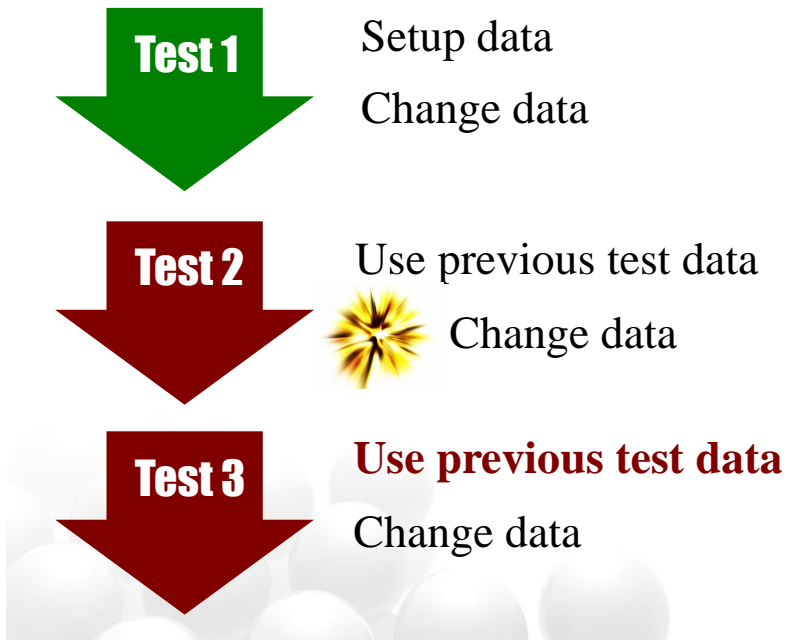 Test 1
Setup data
Change data
Test 2
Use previous test data
Change data
Test 3
Use previous test data
Change data